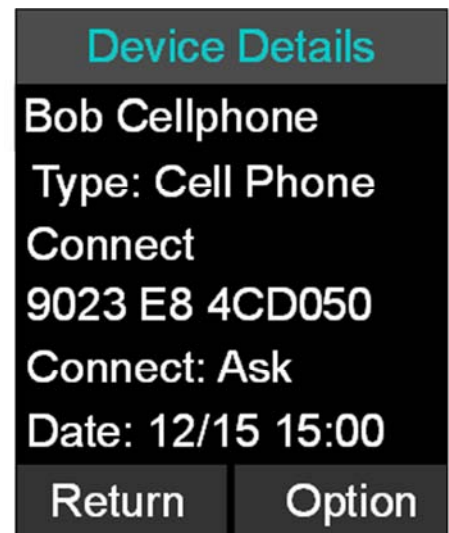 Device Details
Bob Cellphone
Type: Cell Phone
Connect
9023 E8 4CD050
Connect: Ask
Date: 12/15 15:00
Return Option